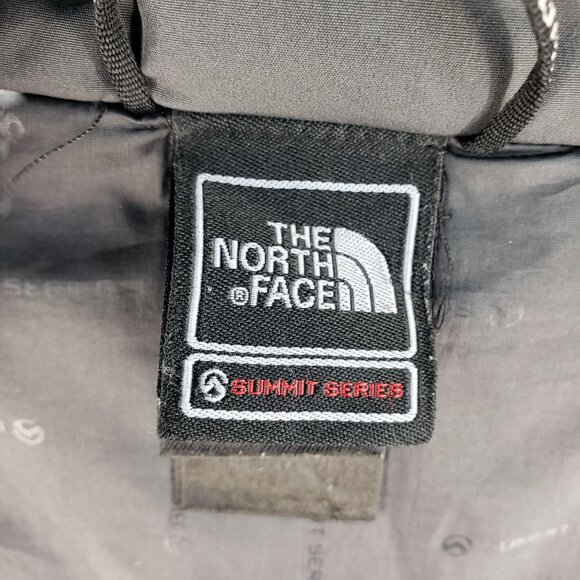 THE
NORTH
® FACE
SUMMIT SERIES